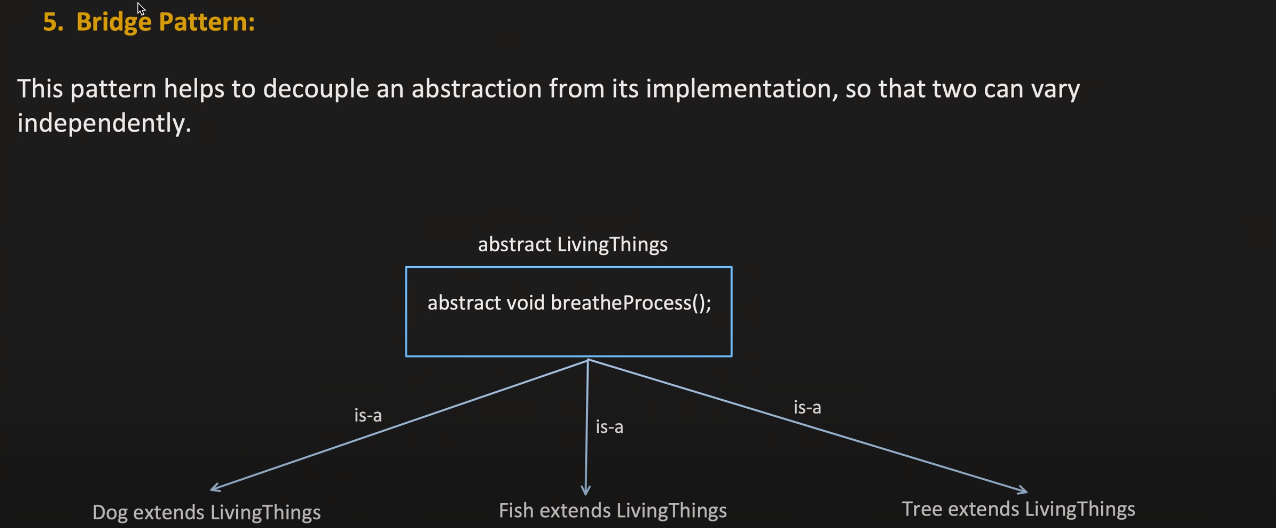 5. Bridge Pattern:
This pattern helps to decouple an abstraction from its implementation, so that two can vary
independently.
abstract LivingThings
abstract void breatheProcess();
is-a
is-a
is-a
Dog extends LivingThings
Fish extends LivingThings
Tree extends LivingThings